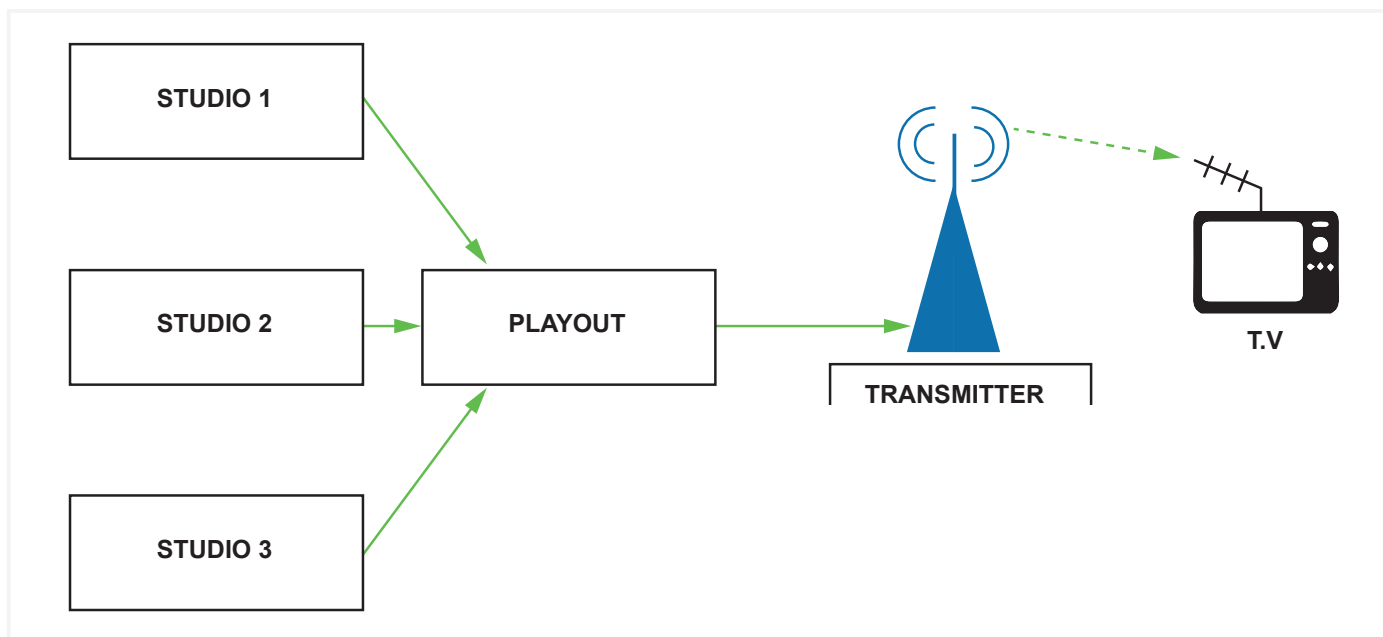 STUDIO 1
STUDIO 2
PLAYOUT
T.V
TRANSMITTER
STUDIO 3